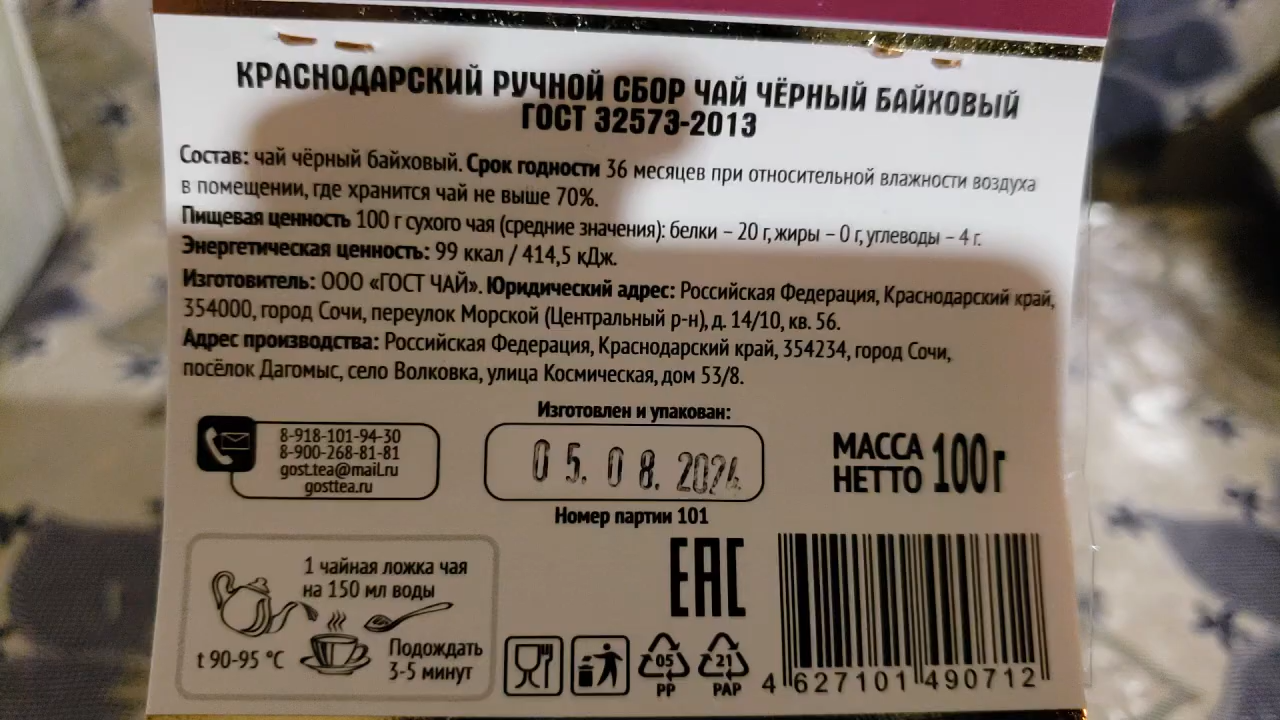 КРАСНОДАРСКИЙ РУЧНОЙ СБОР ЧАЙ ЧЁРНЫЙ БАЙХОВЫЙ
ГОСТ 32573-2013
Состав: чай чёрный байховый. Срок годности 36 месяцев при относительной влажности воздуха
в помещении, где хранится чай не выше 70%.
Пищевая ценность 100 г сухого чая (средние значения): белки – 20 г, жиры – 0 г, углеводы – 4 г.
Энергетическая ценность: 99 ккал / 414,5 кДж.
Изготовитель: ООО «ГОСТ ЧАЙ». Юридический адрес: Российская Федерация, Краснодарский край,
354000, город Сочи, переулок Морской (Центральный р-н), д. 14/10, кв. 56.
Адрес производства: Российская Федерация, Краснодарский край, 354234, город Сочи,
посёлок Дагомыс, село Волковка, улица Космическая, дом 53/8.
8-918-101-94-30
8-900-268-81-81
gost.tea@mail.ru
gosttea.ru
Изготовлен и упакован:
05.08.2024
Номер партии 101
МАССА
НЕТТО 100г
1 чайная ложка чая
на 150 мл воды
t 90-95 °C
Подождать
3-5 минут
EAC
05
PP
21
PAP
4 627101 490712